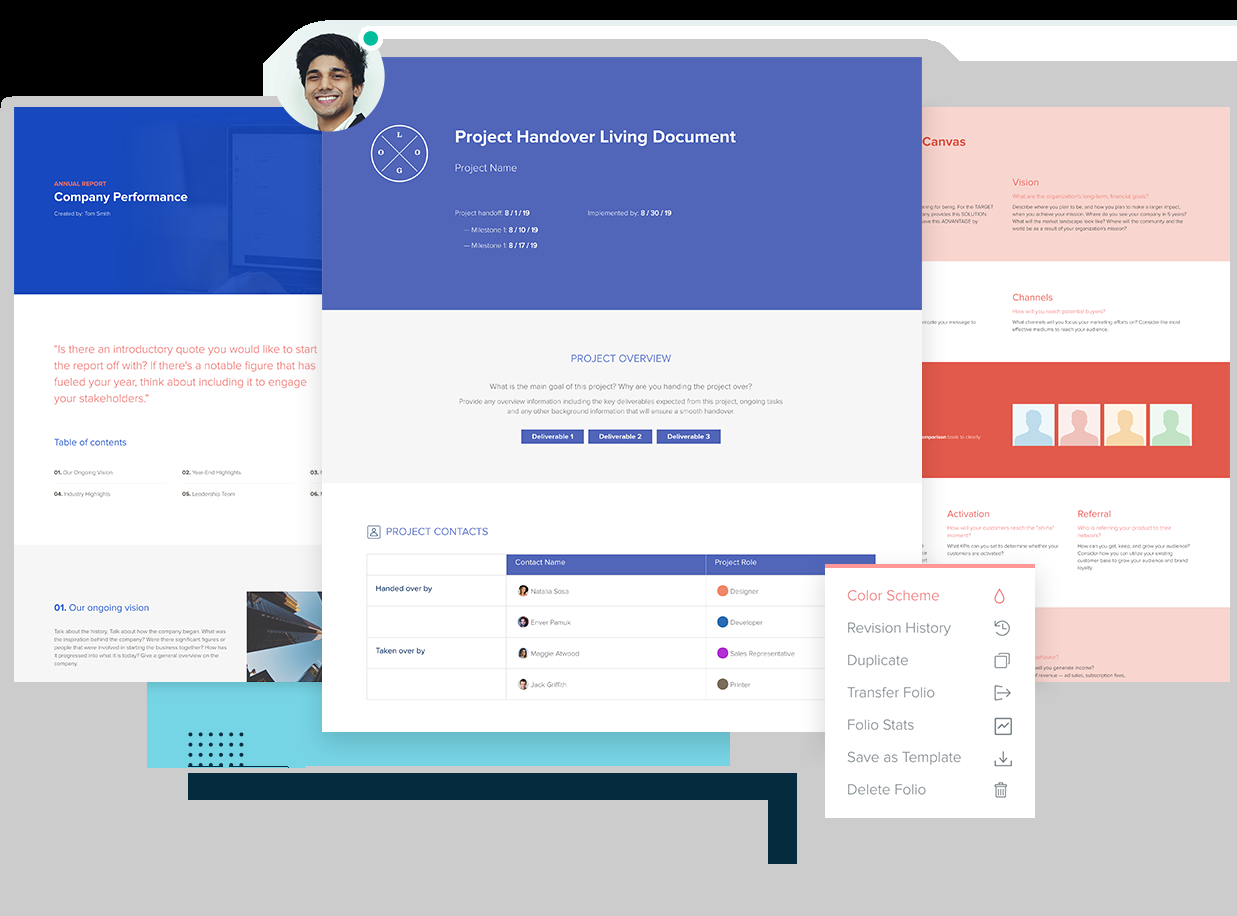 ANNUAL REPORT
Company Performance
Created by: Tom Smith
"Is there an introductory quote you would like to start
the report off with? If there's a notable figure that has
fueled your year, think about including it to engage
your stakeholders."
Table of contents
01. Our Ongoing Vision
02. Year-End Highlights
03.
04. Industry Highlights
05. Leadership Team
06.
01. Our ongoing vision
Talk about the history. Talk about how the company began. What was
the inspiration behind the company? Were there significant figures or
people that were involved in starting the business together? How has
it progressed into what it is today? Give a general overview on the
company.
L
O
O
G
Project Handover Living Document
Project Name
Project handoff: 8 / 1 / 19
Implemented by: 8 / 30 / 19
— Milestone 1: 8 / 10 / 19
— Milestone 1: 8 / 17 / 19
PROJECT OVERVIEW
What is the main goal of this project? Why are you handing the project over?
Provide any overview information including the key deliverables expected from this project, ongoing tasks
and any other background information that will ensure a smooth handover.
Deliverable 1
Deliverable 2
Deliverable 3
PROJECT CONTACTS
Contact Name
Project Role
Handed over by
Natalia Sosa
Designer
Enver Pamuk
Developer
Taken over by
Maggie Atwood
Sales Representative
Jack Griffith
Printer
Canvas
Vision
What are the organization's long-term, financial goals?
ning for being. For the TARGET
any provides this SOLUTION.
ave this ADVANTAGE by
Describe where you plan to be, and how you plan to make a larger impact,
when you achieve your mission. Where do you see your company in 5 years?
What will the market landscape look like? Where will the community and the
world be as a result of your organization's mission?
Channels
How will you reach potential buyers?
nicate your message to
What channels will you focus your marketing efforts on? Consider the most
effective mediums to reach your audience.
omparison tools to clearly
Activation
How will your customers reach the "ah-ha"
moment?
What KPIs can you set to determine whether your
customers are activated?
Referral
Who is referring your product to their
network?
How can you get, keep, and grow your audience?
Consider how you can utilize your existing
customer base to grow your audience and brand
loyalty.
behavior?
will you generate income?
of revenue — ad sales, subscription fees,
Color Scheme
Revision History
Duplicate
Transfer Folio
Folio Stats
Save as Template
Delete Folio